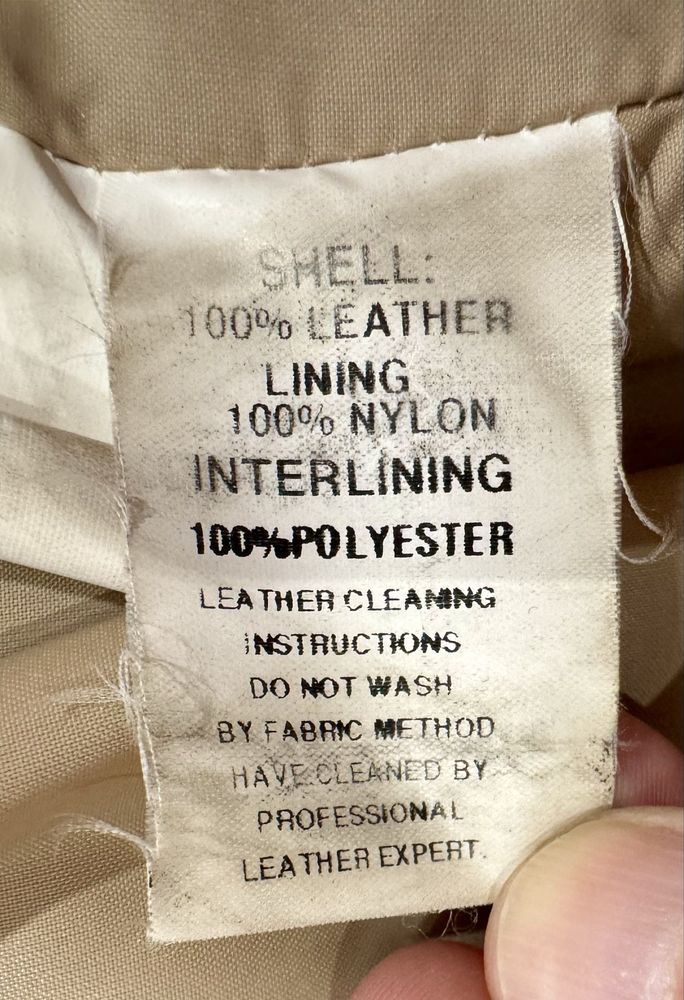 SHELL:
100% LEATHER
LINING
100% NYLON
INTERLINING
100% POLYESTER
LEATHER CLEANING
INSTRUCTIONS
DO NOT WASH
BY FABRIC METHOD
HAVE CLEANED BY
PROFESSIONAL
LEATHER EXPERT.